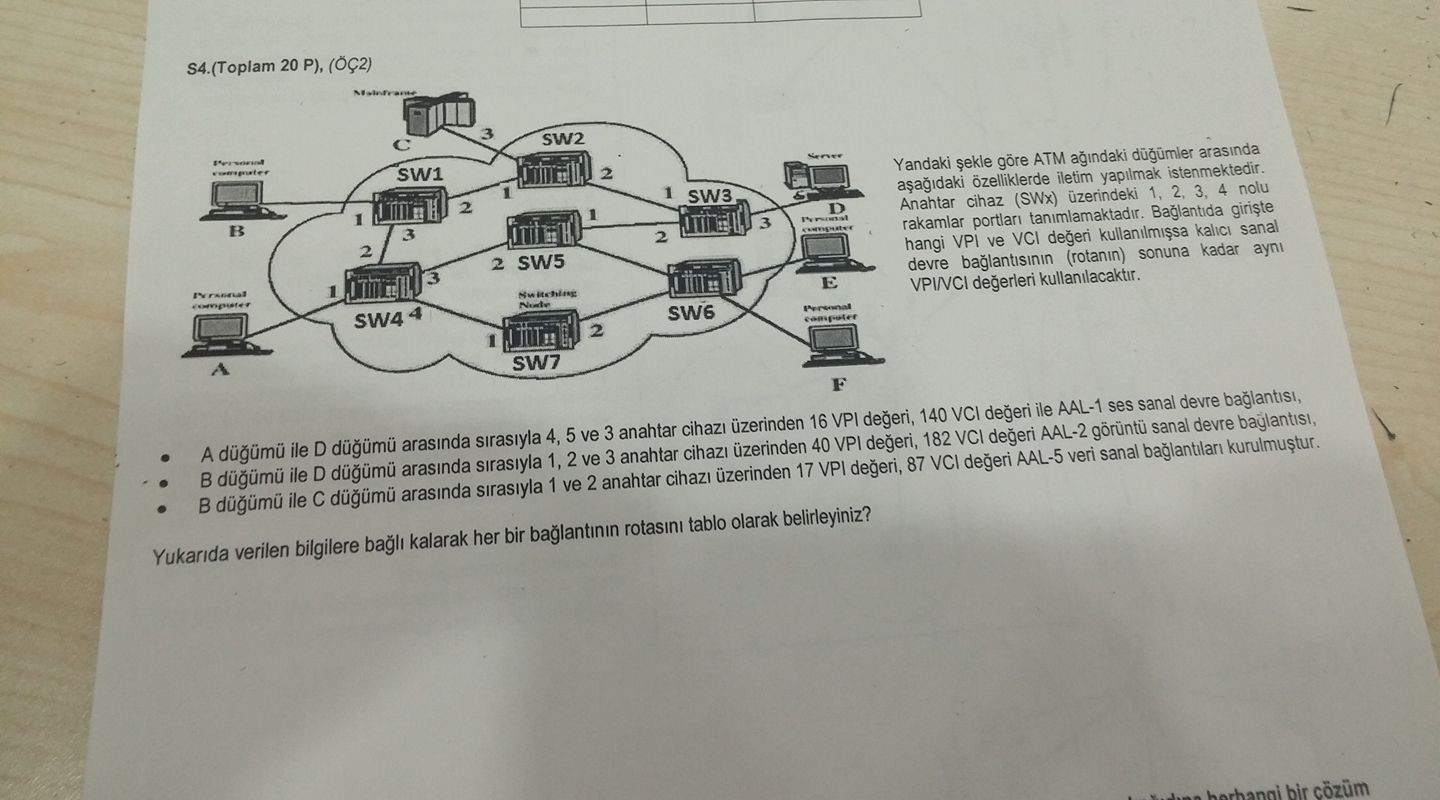 S4.(Toplam 20 P), (ÖÇ2)
Mainframe
C
3
SW2
Personal
computer
B
SW1
1
2
3
1
2
1
SW3
2
3
Server
D
Personal
computer
E
Yandaki şekle göre ATM ağındaki düğümler arasında
aşağıdaki özelliklerde iletim yapılmak istenmektedir.
Anahtar cihaz (SWx) üzerindeki 1, 2, 3, 4 nolu
rakamlar portları tanımlamaktadır. Bağlantıda girişte
hangi VPI ve VCI değeri kullanılmışsa kalıcı sanal
devre bağlantısının (rotanın) sonuna kadar aynı
VPI/VCI değerleri kullanılacaktır.
1
2 SW5
2
3
1
SW4 4
Personal
computer
A
Switching
Node
1
2
SW7
SW6
Personal
computer
F
• A düğümü ile D düğümü arasında sırasıyla 4, 5 ve 3 anahtar cihazı üzerinden 16 VPI değeri, 140 VCI değeri ile AAL-1 ses sanal devre bağlantısı,
• B düğümü ile D düğümü arasında sırasıyla 1, 2 ve 3 anahtar cihazı üzerinden 40 VPI değeri, 182 VCI değeri AAL-2 görüntü sanal devre bağlantısı,
• B düğümü ile C düğümü arasında sırasıyla 1 ve 2 anahtar cihazı üzerinden 17 VPI değeri, 87 VCI değeri AAL-5 veri sanal bağlantıları kurulmuştur.
Yukarıda verilen bilgilere bağlı kalarak her bir bağlantının rotasını tablo olarak belirleyiniz?
herhangi bir çözüm